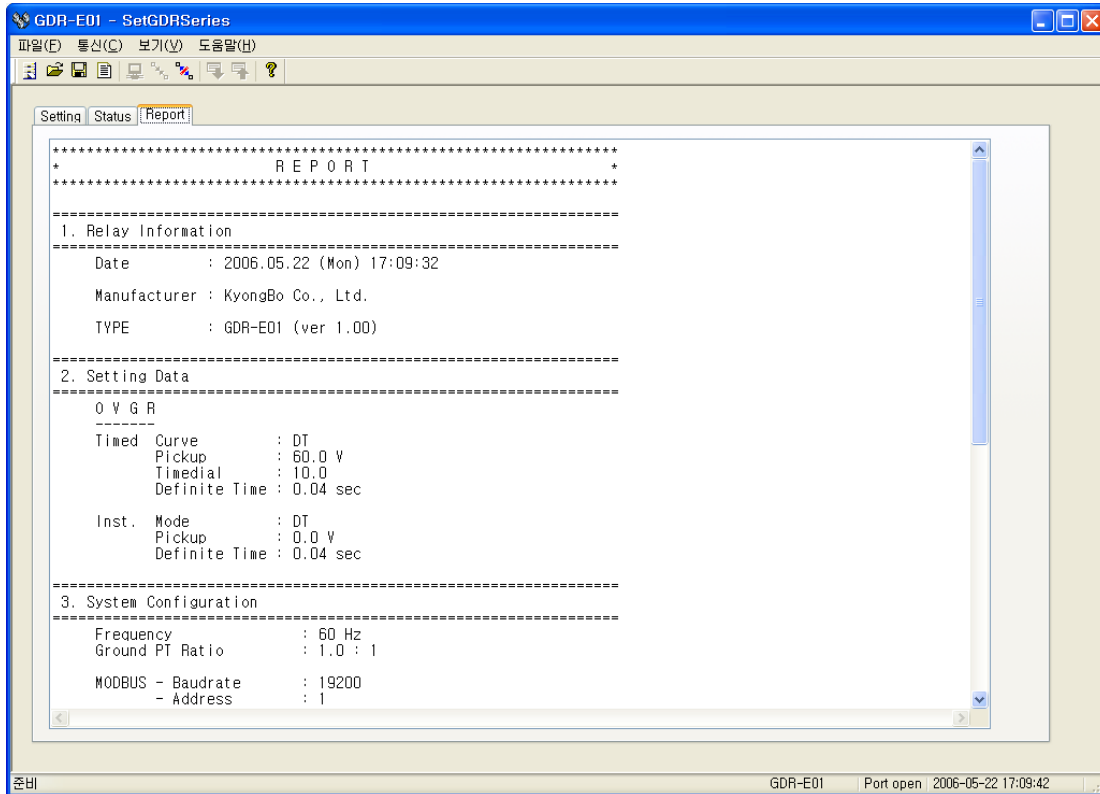 GDR-E01 - SetGDRSeries
파일(F) 통신(C) 보기(V) 도움말(H)
Setting Status Report
******************************************************************
* R E P O R T *
******************************************************************
==================================================================
1. Relay Information
==================================================================
Date : 2006.05.22 (Mon) 17:09:32
Manufacturer : KyongBo Co., Ltd.
TYPE : GDR-E01 (ver 1.00)
==================================================================
2. Setting Data
==================================================================
O V G R
-------
Timed Curve : DT
Pickup : 60.0 V
Timedial : 10.0
Definite Time : 0.04 sec
Inst. Mode : DT
Pickup : 0.0 V
Definite Time : 0.04 sec
==================================================================
3. System Configuration
==================================================================
Frequency : 60 Hz
Ground PT Ratio : 1.0 : 1
MODBUS - Baudrate : 19200
- Address : 1
준비 GDR-E01 Port open 2006-05-22 17:09:42